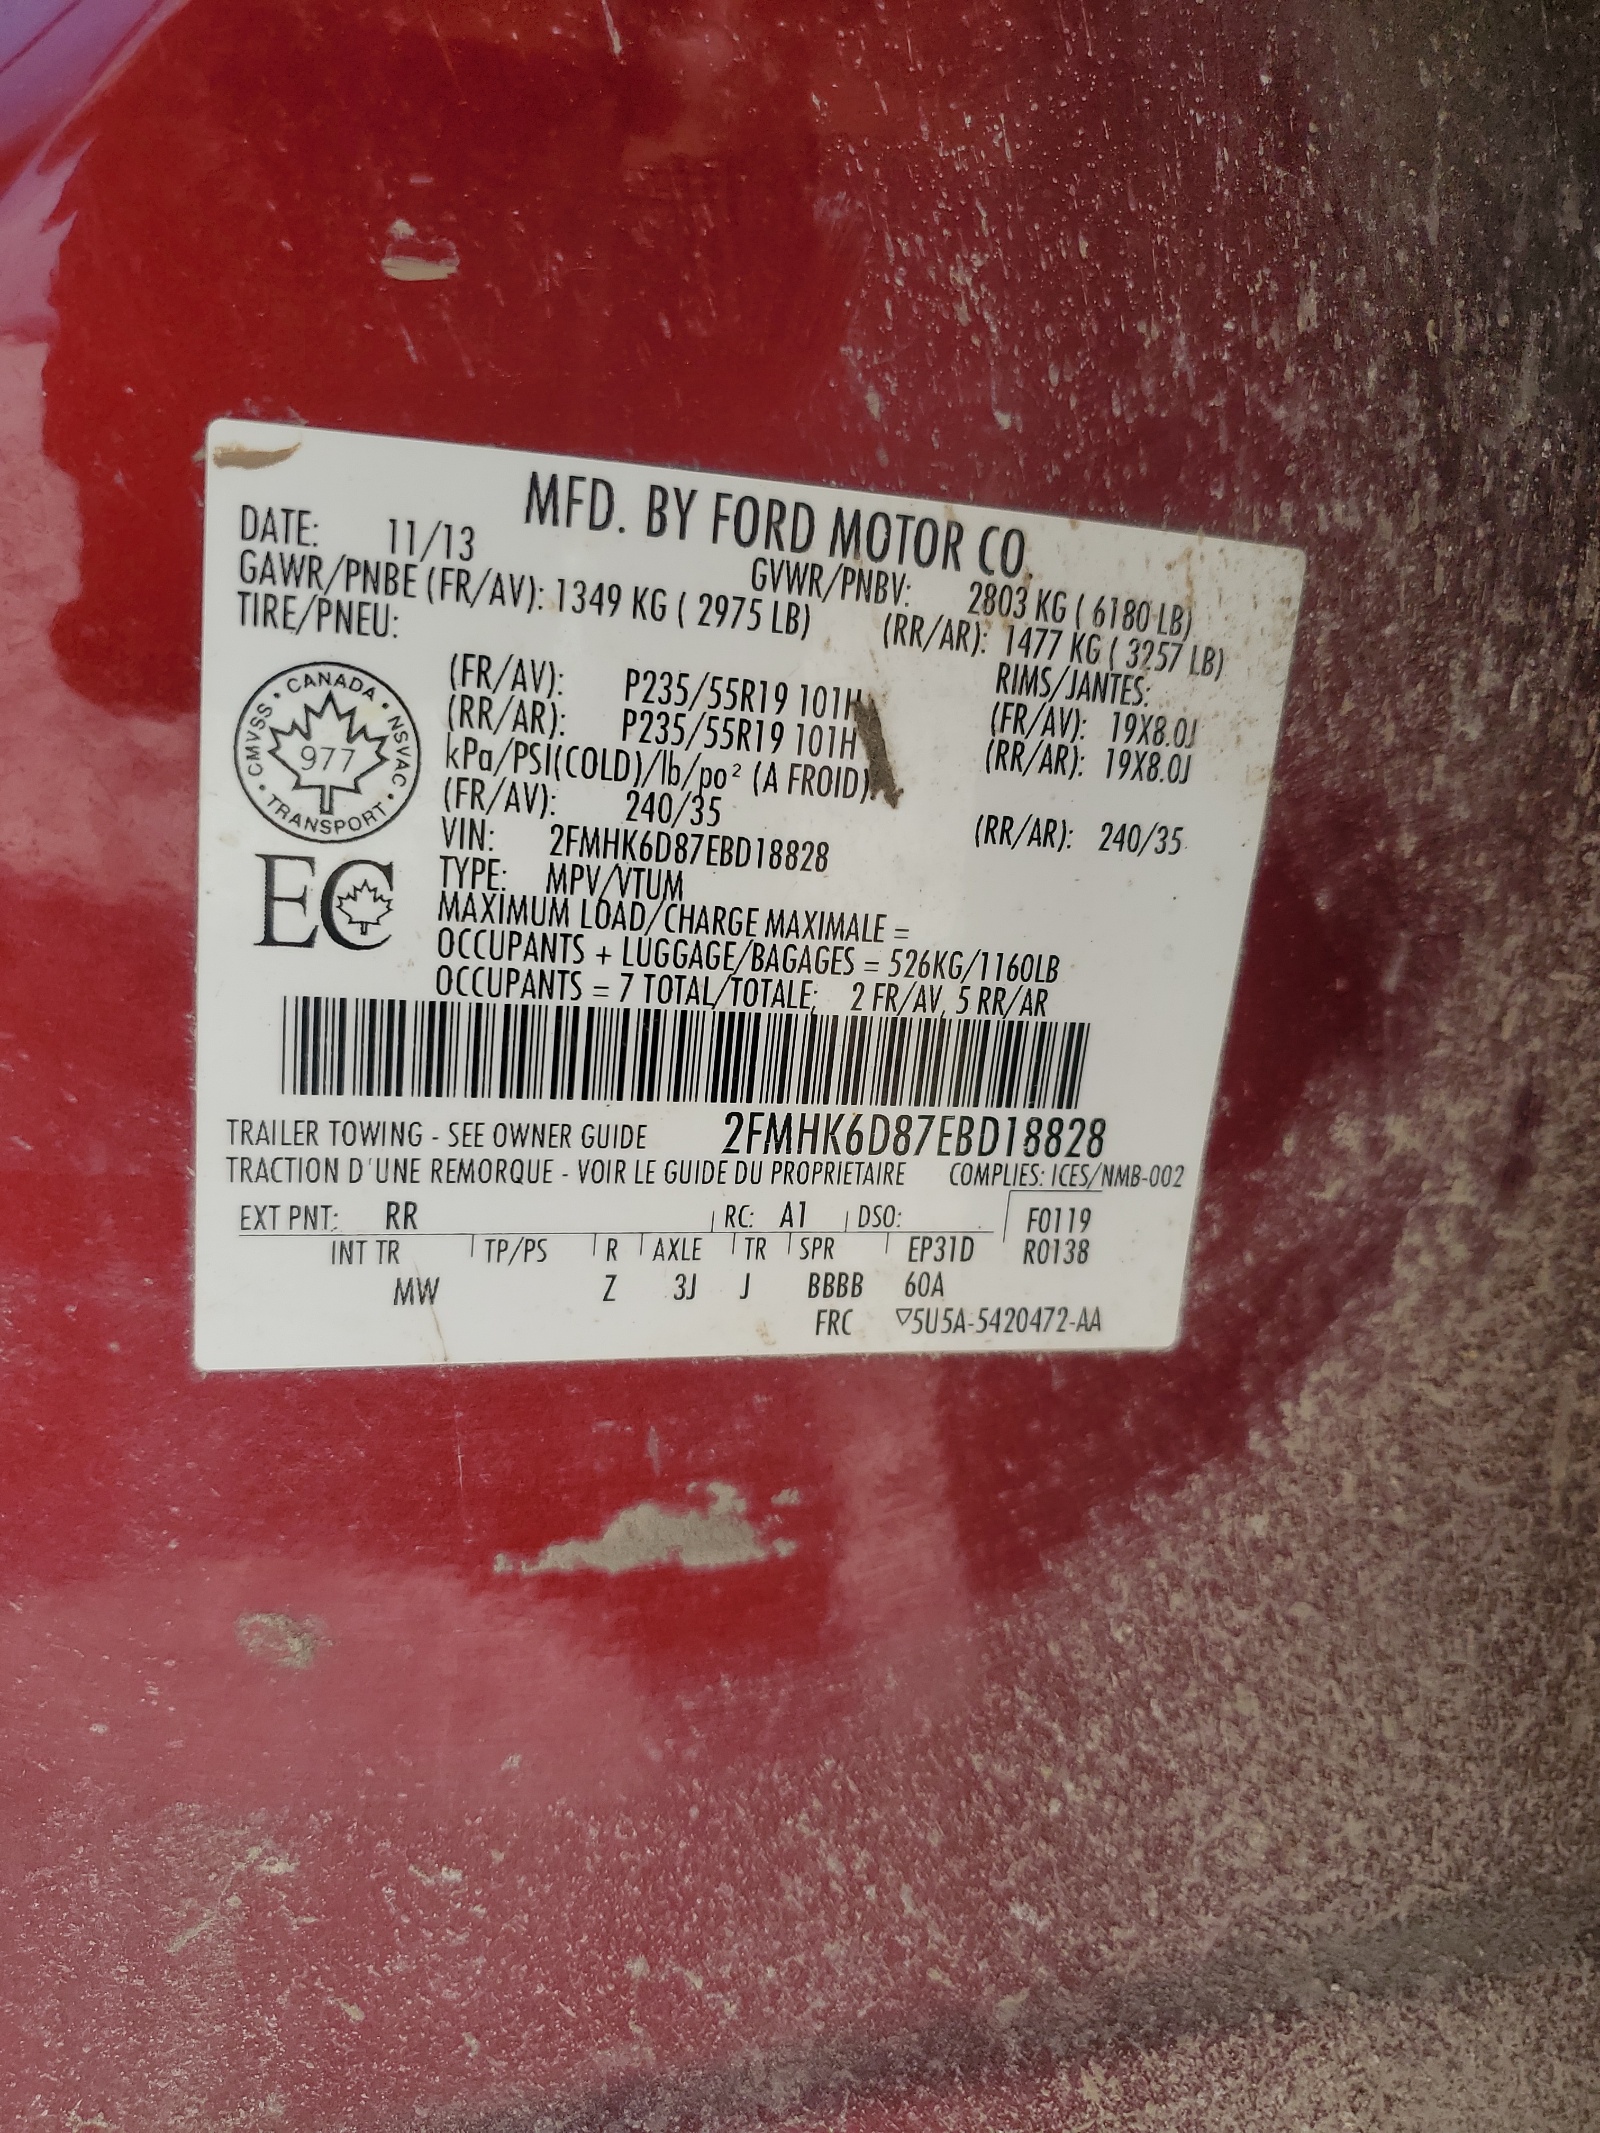 MFD. BY FORD MOTOR CO.
DATE: 11/13 GVWR/PNBV: 2803 KG ( 6180 LB)
GAWR/PNBE (FR/AV): 1349 KG ( 2975 LB) (RR/AR): 1477 KG ( 3257 LB)
TIRE/PNEU: RIMS/JANTES:
(FR/AV): P235/55R19 101H (FR/AV): 19X8.0J
(RR/AR): P235/55R19 101H (RR/AR): 19X8.0J
kPa/PSI(COLD)/lb/po² (A FROID):
(FR/AV): 240/35 (RR/AR): 240/35
VIN: 2FMHK6D87EBD18828
TYPE: MPV/VTUM
MAXIMUM LOAD/CHARGE MAXIMALE =
OCCUPANTS + LUGGAGE/BAGAGES = 526KG/1160LB
OCCUPANTS = 7 TOTAL/TOTALE; 2 FR/AV, 5 RR/AR
CANADA
CMVSS · NSVAC
977
TRANSPORT
EC
2FMHK6D87EBD18828
TRAILER TOWING - SEE OWNER GUIDE
TRACTION D'UNE REMORQUE - VOIR LE GUIDE DU PROPRIETAIRE COMPLIES: ICES/NMB-002
EXT PNT: RR RC: A1 DSO: F0119
INT TR TP/PS R AXLE TR SPR EP31D R0138
MW Z 3J J BBBB 60A
FRC ▽5U5A-5420472-AA